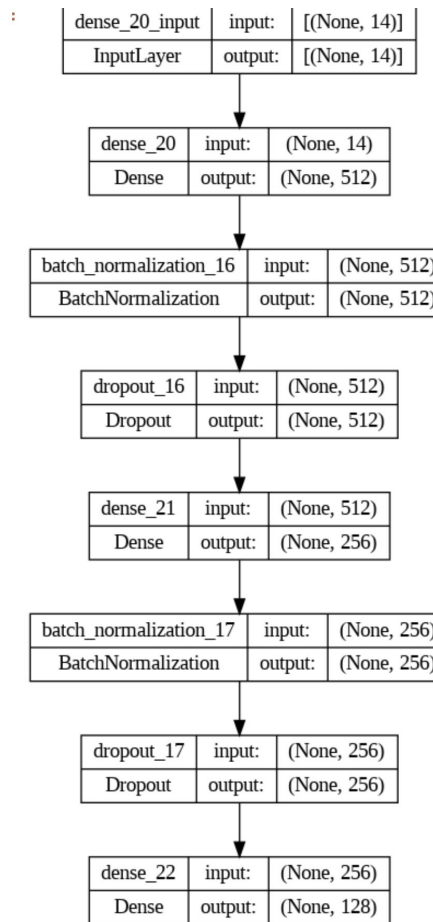 :
dense_20_input input: [(None, 14)]
InputLayer output: [(None, 14)]
dense_20 input: (None, 14)
Dense output: (None, 512)
batch_normalization_16 input: (None, 512)
BatchNormalization output: (None, 512)
dropout_16 input: (None, 512)
Dropout output: (None, 512)
dense_21 input: (None, 512)
Dense output: (None, 256)
batch_normalization_17 input: (None, 256)
BatchNormalization output: (None, 256)
dropout_17 input: (None, 256)
Dropout output: (None, 256)
dense_22 input: (None, 256)
Dense output: (None, 128)